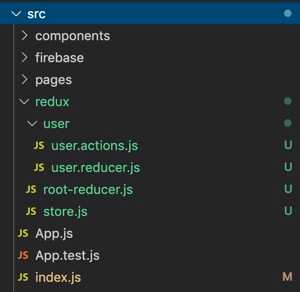 src
components
firebase
pages
redux
user
JS user.actions.js U
JS user.reducer.js U
JS root-reducer.js U
JS store.js U
JS App.js
JS App.test.js
JS index.js M